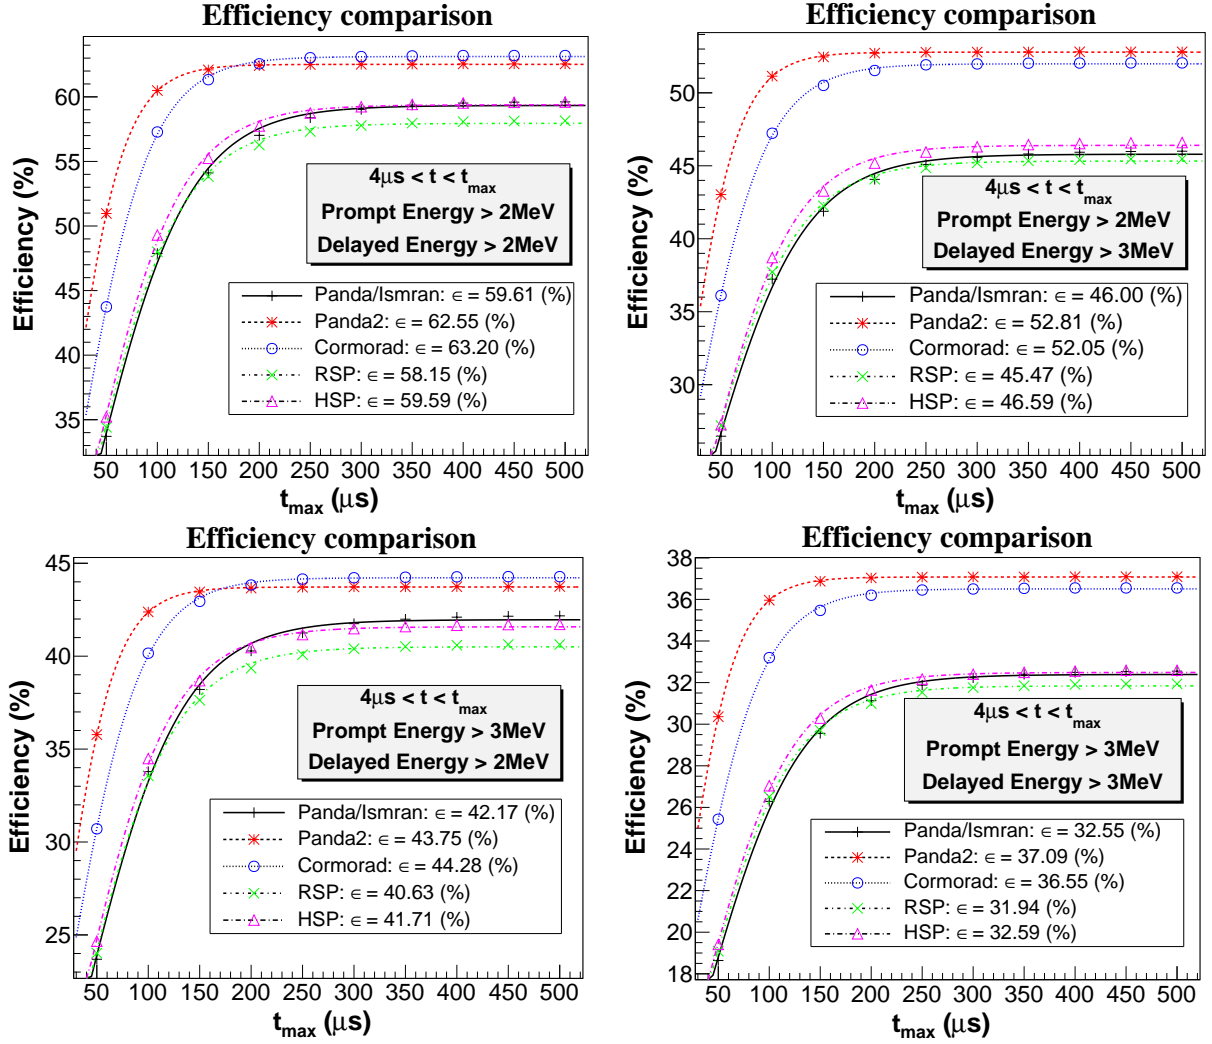 Efficiency comparison
Efficiency (%)
60
55
50
45
40
35
4μs < t < t_max
Prompt Energy > 2MeV
Delayed Energy > 2MeV
Panda/Ismran: ϵ = 59.61 (%)
Panda2: ϵ = 62.55 (%)
Cormorad: ϵ = 63.20 (%)
RSP: ϵ = 58.15 (%)
HSP: ϵ = 59.59 (%)
50 100 150 200 250 300 350 400 450 500
t_max (μs)
Efficiency comparison
Efficiency (%)
50
45
40
35
30
4μs < t < t_max
Prompt Energy > 2MeV
Delayed Energy > 3MeV
Panda/Ismran: ϵ = 46.00 (%)
Panda2: ϵ = 52.81 (%)
Cormorad: ϵ = 52.05 (%)
RSP: ϵ = 45.47 (%)
HSP: ϵ = 46.59 (%)
50 100 150 200 250 300 350 400 450 500
t_max (μs)
Efficiency comparison
Efficiency (%)
45
40
35
30
25
4μs < t < t_max
Prompt Energy > 3MeV
Delayed Energy > 2MeV
Panda/Ismran: ϵ = 42.17 (%)
Panda2: ϵ = 43.75 (%)
Cormorad: ϵ = 44.28 (%)
RSP: ϵ = 40.63 (%)
HSP: ϵ = 41.71 (%)
50 100 150 200 250 300 350 400 450 500
t_max (μs)
Efficiency comparison
Efficiency (%)
38
36
34
32
30
28
26
24
22
20
18
4μs < t < t_max
Prompt Energy > 3MeV
Delayed Energy > 3MeV
Panda/Ismran: ϵ = 32.55 (%)
Panda2: ϵ = 37.09 (%)
Cormorad: ϵ = 36.55 (%)
RSP: ϵ = 31.94 (%)
HSP: ϵ = 32.59 (%)
50 100 150 200 250 300 350 400 450 500
t_max (μs)